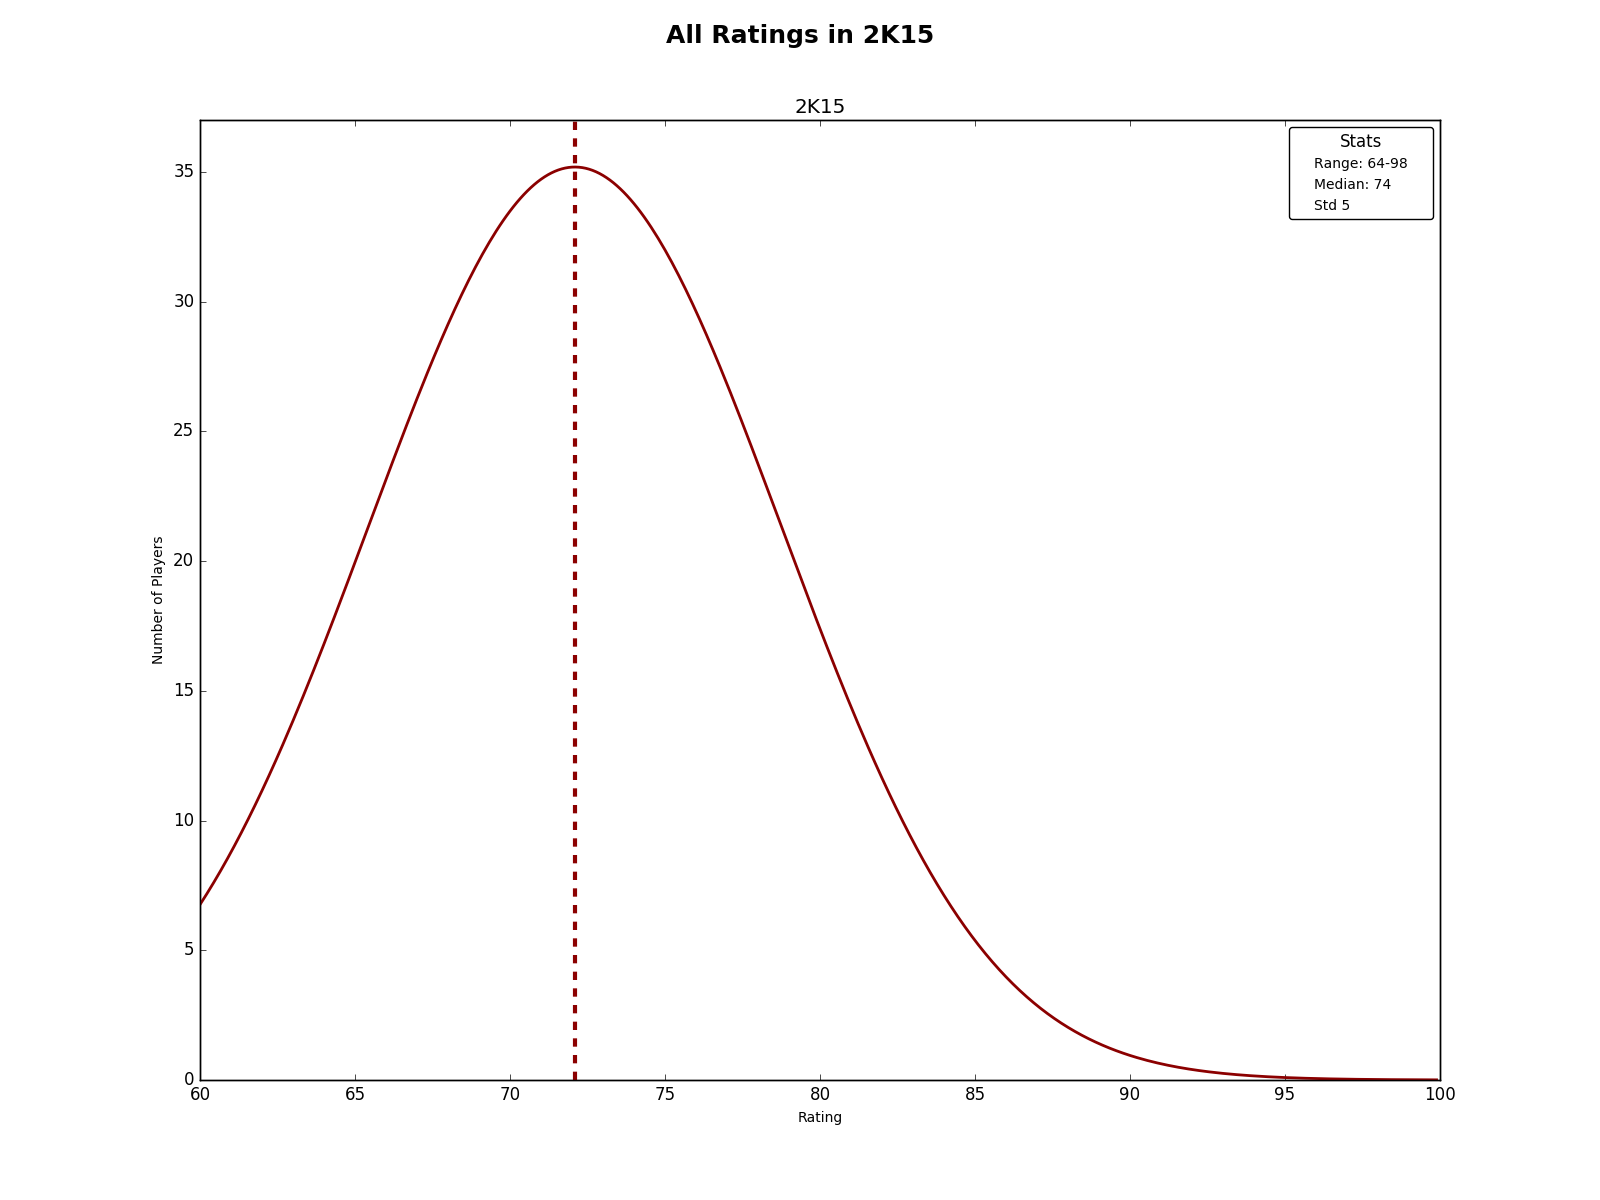 All Ratings in 2K15
2K15
Stats
Range: 64-98
Median: 74
Std 5
35
30
25
20
15
10
5
0
Number of Players
60 65 70 75 80 85 90 95 100
Rating